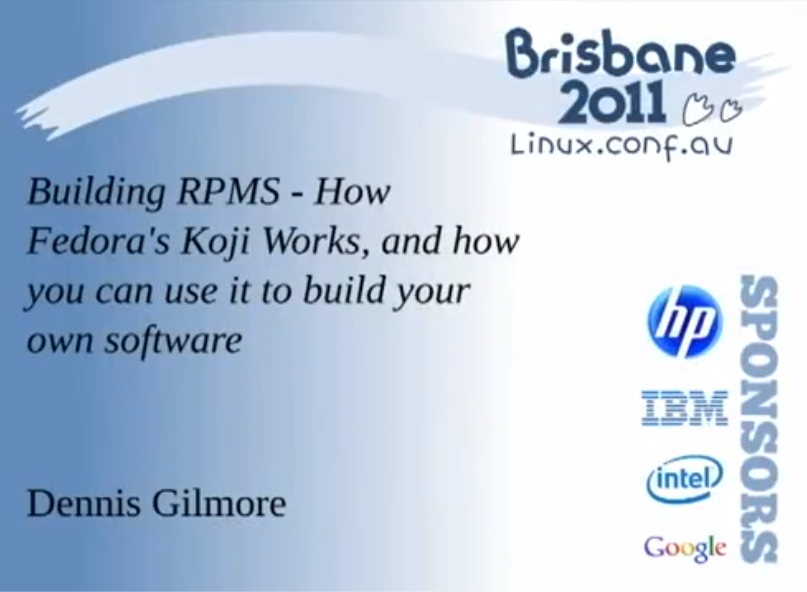 Brisbane
2011
Linux.conf.au
Building RPMS - How
Fedora's Koji Works, and how
you can use it to build your
own software
Dennis Gilmore
hp
IBM
intel
Google
SPONSORS